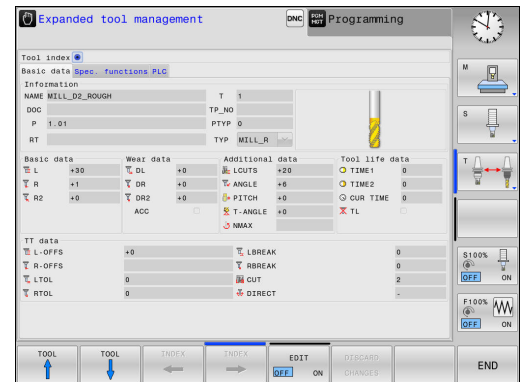 Expanded tool management DNC PGM MGT Programming
Tool index
Basic data Spec. functions PLC
Information
NAME MILL_D2_ROUGH T 1
DOC TP_NO
P 1.01 PTYP 0
RT TYP MILL_R
Basic data Wear data Additional data Tool life data
L +30 DL +0 LCUTS +20 TIME1 0
R +1 DR +0 ANGLE +6 TIME2 0
R2 +0 DR2 +0 PITCH +0 CUR TIME 0
ACC T-ANGLE +0 TL
NMAX
TT data
L-OFFS +0 LBREAK 0
R-OFFS RBREAK 0
LTOL 0 CUT 2
RTOL 0 DIRECT -
M
S
T
S100%
OFF ON
F100%
OFF ON
TOOL TOOL INDEX INDEX EDIT DISCARD END
OFF ON CHANGES